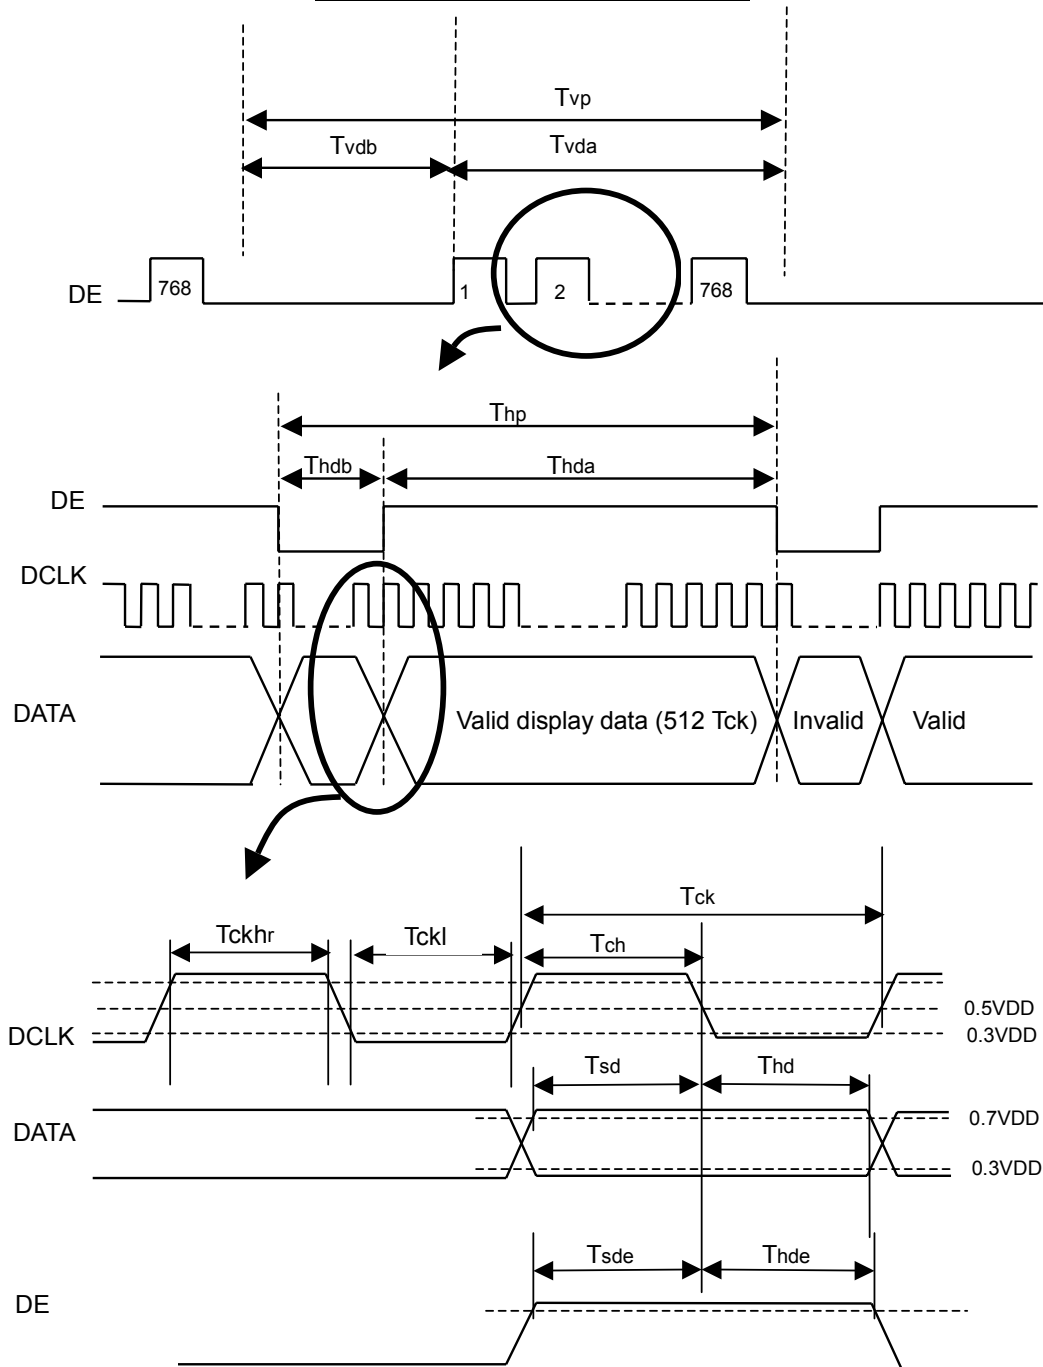 Tvp
Tvdb Tvda
DE 768 1 2 768
Thp
Thdb Thda
DE
DCLK
DATA Valid display data (512 Tck) Invalid Valid
Tck
Tckhr Tckl Tch
0.5VDD
DCLK 0.3VDD
Tsd Thd
DATA 0.7VDD
0.3VDD
Tsde Thde
DE